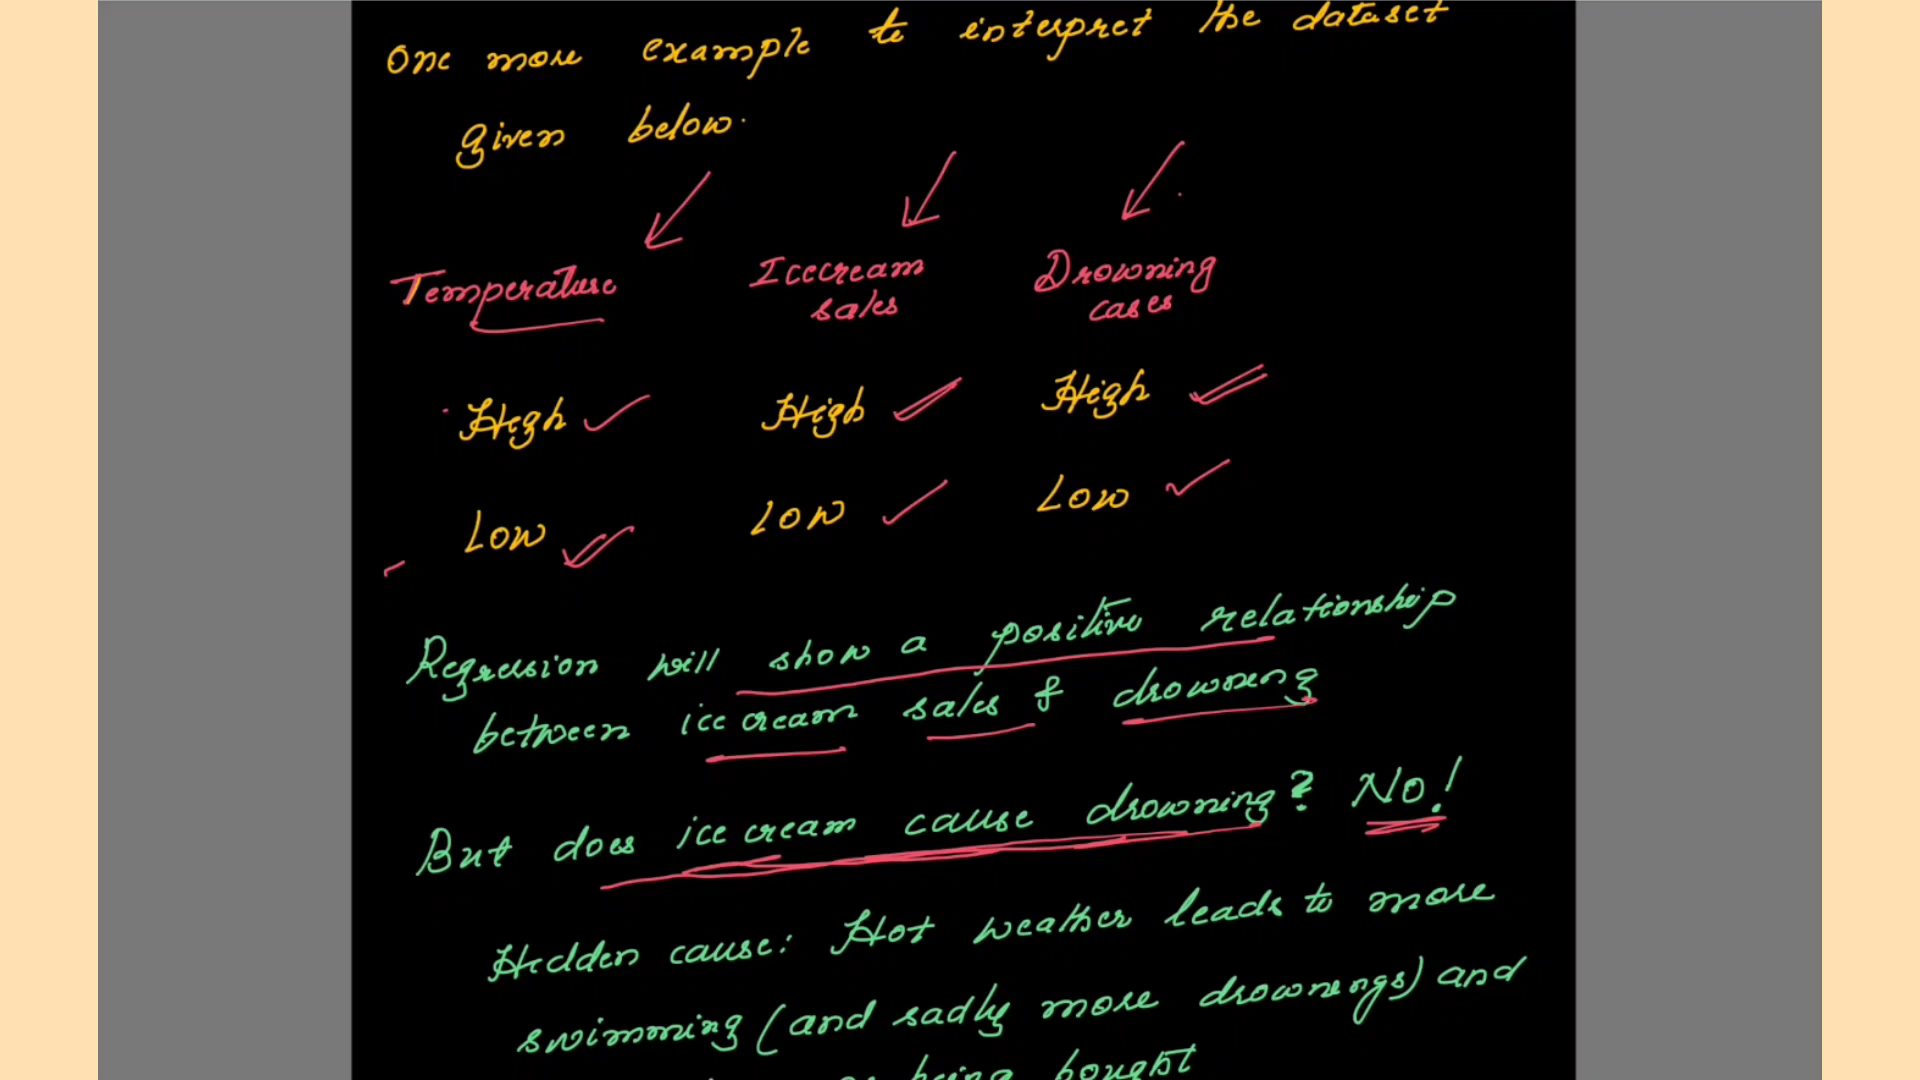 One more example to interpret the dataset
given below.
Temperature Icecream sales Drowning cases
High High High
Low Low Low
Regression will show a positive relationship
between ice cream sales & drowning
But does ice cream cause drowning? No!
Hidden cause: Hot weather leads to more
swimming (and sadly more drownings) and
being bought